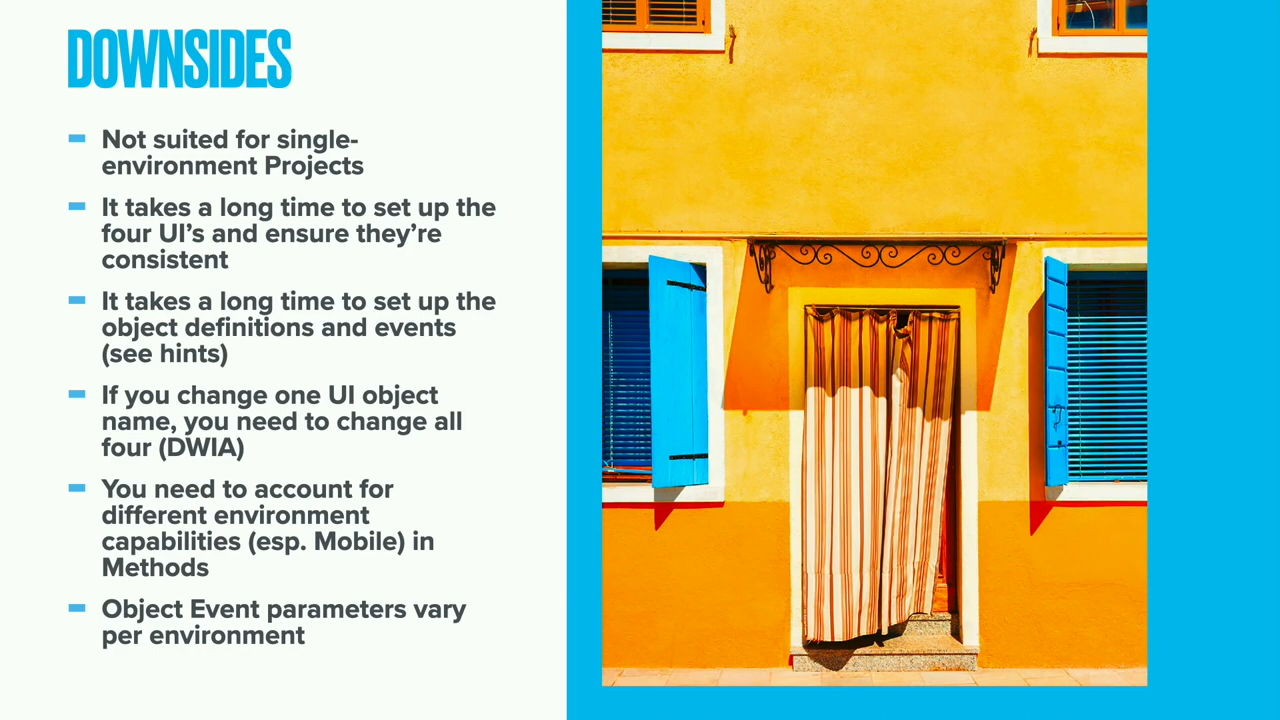 DOWNSIDES
Not suited for single-
environment Projects
It takes a long time to set up the
four UI’s and ensure they’re
consistent
It takes a long time to set up the
object definitions and events
(see hints)
If you change one UI object
name, you need to change all
four (DWIA)
You need to account for
different environment
capabilities (esp. Mobile) in
Methods
Object Event parameters vary
per environment